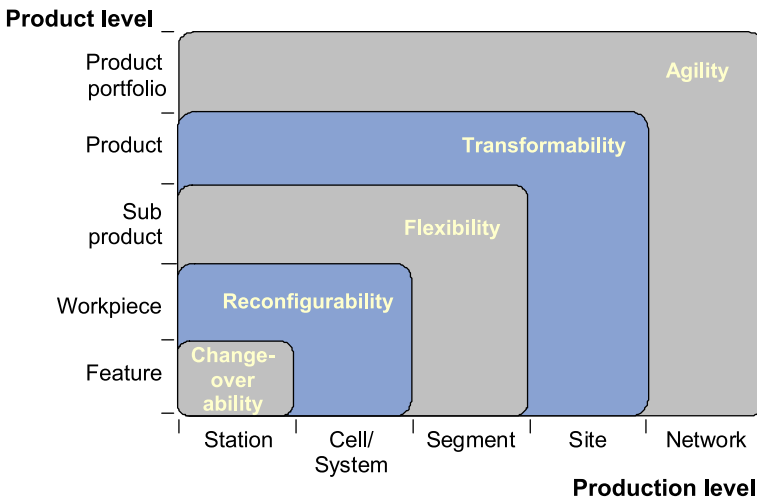 Product level
Product
portfolio
Agility
Product
Transformability
Sub
product
Flexibility
Workpiece
Reconfigurability
Feature
Change-
over
ability
Station
Cell/
System
Segment
Site
Network
Production level